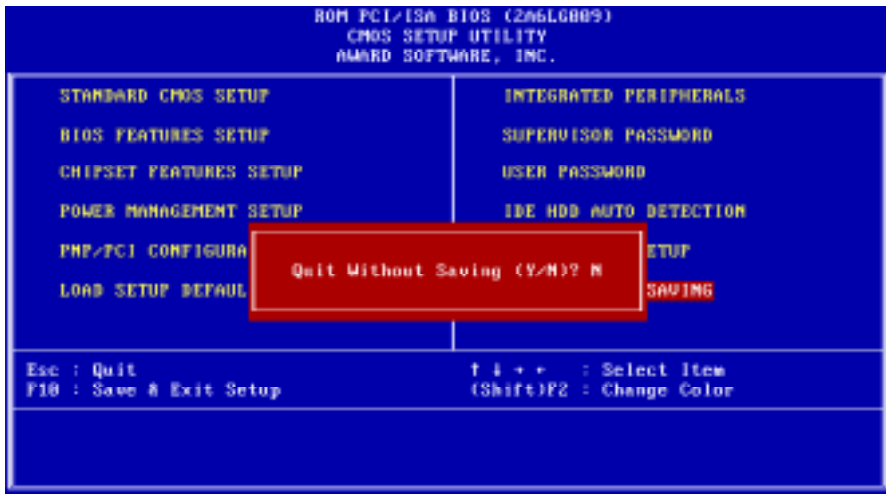 ROM PCI/ISA BIOS (2A6LG009)
CMOS SETUP UTILITY
AWARD SOFTWARE, INC.
STANDARD CMOS SETUP
INTEGRATED PERIPHERALS
BIOS FEATURES SETUP
SUPERVISOR PASSWORD
CHIPSET FEATURES SETUP
USER PASSWORD
POWER MANAGEMENT SETUP
IDE HDD AUTO DETECTION
PNP/PCI CONFIGURA
ETUP
Quit Without Saving (Y/N)? N
LOAD SETUP DEFAUL
SAVING
Esc : Quit
↑ ↓ → ← : Select Item
F10 : Save & Exit Setup
(Shift)F2 : Change Color